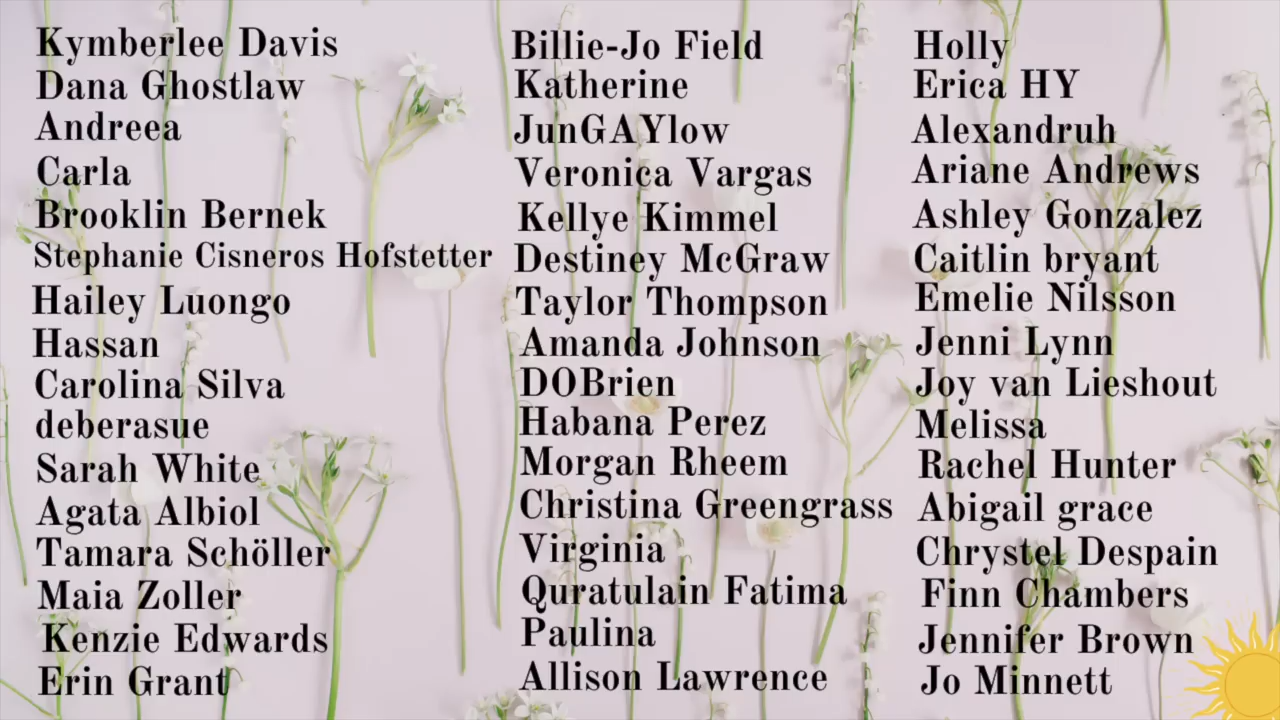 Kymberlee Davis
Dana Ghostlaw
Andreea
Carla
Brooklin Bernek
Stephanie Cisneros Hofstetter
Hailey Luongo
Hassan
Carolina Silva
deberasue
Sarah White
Agata Albiol
Tamara Schöller
Maia Zoller
Kenzie Edwards
Erin Grant
Billie-Jo Field
Katherine
JunGAYlow
Veronica Vargas
Kellye Kimmel
Destiney McGraw
Taylor Thompson
Amanda Johnson
DOBrien
Habana Perez
Morgan Rheem
Christina Greengrass
Virginia
Quratulain Fatima
Paulina
Allison Lawrence
Holly
Erica HY
Alexandruh
Ariane Andrews
Ashley Gonzalez
Caitlin bryant
Emelie Nilsson
Jenni Lynn
Joy van Lieshout
Melissa
Rachel Hunter
Abigail grace
Chrystel Despain
Finn Chambers
Jennifer Brown
Jo Minnett